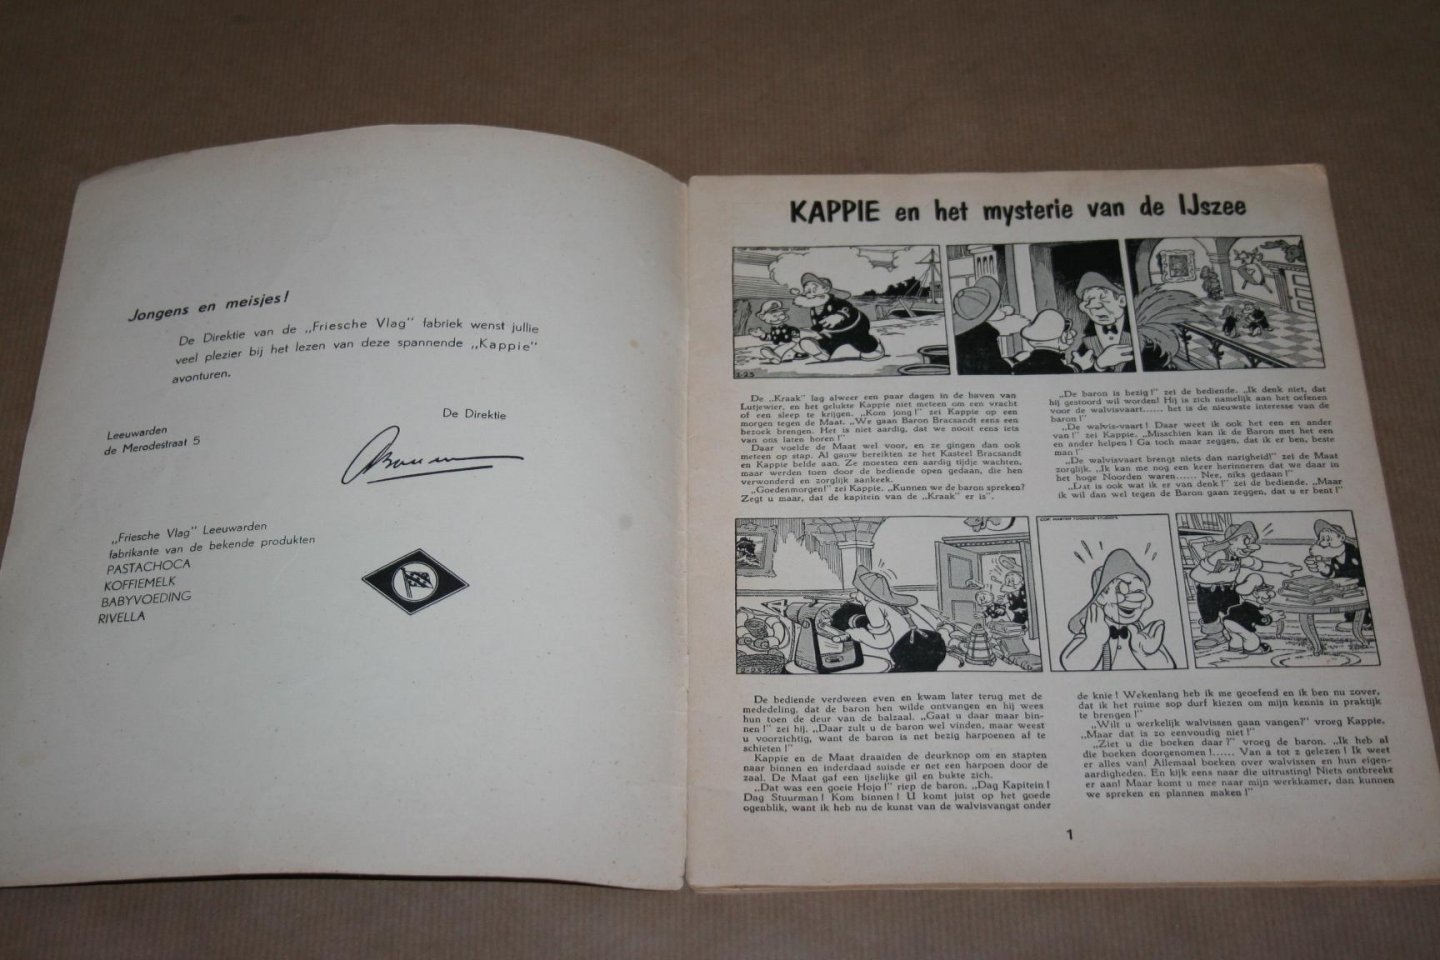 Jongens en meisjes!
De Direktie van de „Friesche Vlag" fabriek wenst jullie
veel plezier bij het lezen van deze spannende „Kappie"
avonturen.
De Direktie
Leeuwarden
de Merodestraat 5
„Friesche Vlag" Leeuwarden
fabrikante van de bekende produkten
PASTACHOCA
KOFFIEMELK
BABYVOEDING
RIVELLA
KAPPIE en het mysterie van de IJszee
1-23
De „Kraak" lag alweer een paar dagen in de haven van
Lutjewier, en het gelukte Kappie niet meteen om een vracht
of een sleep te krijgen. „Kom jong!" zei Kappie op een
morgen tegen de Maat. „We gaan Baron Bracsandt eens een
bezoek brengen. Het is niet aardig, dat we nooit eens iets
van ons laten horen!"
Daar voelde de Maat wel voor, en ze gingen dan ook
meteen op stap. Al gauw bereikten ze het Kasteel Bracsandt
en Kappie belde aan. Ze moesten een aardig tijdje wachten,
maar werden toen door de bediende open gedaan, die hen
verwonderd en zorglijk aankeek.
„Goedenmorgen!" zei Kappie. „Kunnen we de baron spreken?
Zegt u maar, dat de kapitein van de „Kraak" er is".
„De baron is bezig!" zei de bediende. „Ik denk niet, dat
hij gestoord wil worden! Hij is zich namelijk aan het oefenen
voor de walvisvaart...... het is de nieuwste interesse van de
baron!"
„De walvis-vaart! Daar weet ik ook het een en ander
van!" zei Kappie. „Misschien kan ik de Baron met het een
en ander helpen! Ga toch maar zeggen, dat ik er ben, beste
man!"
„De walvisvaart brengt niets dan narigheid!" zei de Maat
zorglijk. „Ik kan me nog een keer herinneren dat we daar in
het hoge Noorden waren...... Nee, niks gedaan!"
„Dat is ook wat ik er van denk!" zei de bediende. „Maar
ik wil dan wel tegen de Baron gaan zeggen, dat u er bent!"
COP. MARTEN TOONDER STUDIO'S
2-23
De bediende verdween even en kwam later terug met de
mededeling, dat de baron hen wilde ontvangen en hij wees
hun toen de deur van de balzaal. „Gaat u daar maar bin-
nen!" zei hij. „Daar zult u de baron wel vinden, maar weest
u voorzichtig, want de baron is net bezig harpoenen af te
schieten!"
Kappie en de Maat draaiden de deurknop om en stapten
naar binnen en inderdaad suisde er net een harpoen door de
zaal. De Maat gaf een ijselijke gil en bukte zich.
„Dat was een goeie Hojo!" riep de baron. „Dag Kapitein!
Dag Stuurman! Kom binnen! U komt juist op het goede
ogenblik, want ik heb nu de kunst van de walvisvangst onder
de knie! Wekenlang heb ik me geoefend en ik ben nu zover,
dat ik het ruime sop durf kiezen om mijn kennis in praktijk
te brengen!"
„Wilt u werkelijk walvissen gaan vangen?" vroeg Kappie.
„Maar dat is zo eenvoudig niet!"
„Ziet u die boeken daar?" vroeg de baron. „Ik heb al
die boeken doorgenomen!...... Van a tot z gelezen! Ik weet
er alles van! Allemaal boeken over walvissen en hun eigen-
aardigheden. En kijk eens naar die uitrusting! Niets ontbreekt
er aan! Maar komt u mee naar mijn werkkamer, dan kunnen
we spreken en plannen maken!"
1